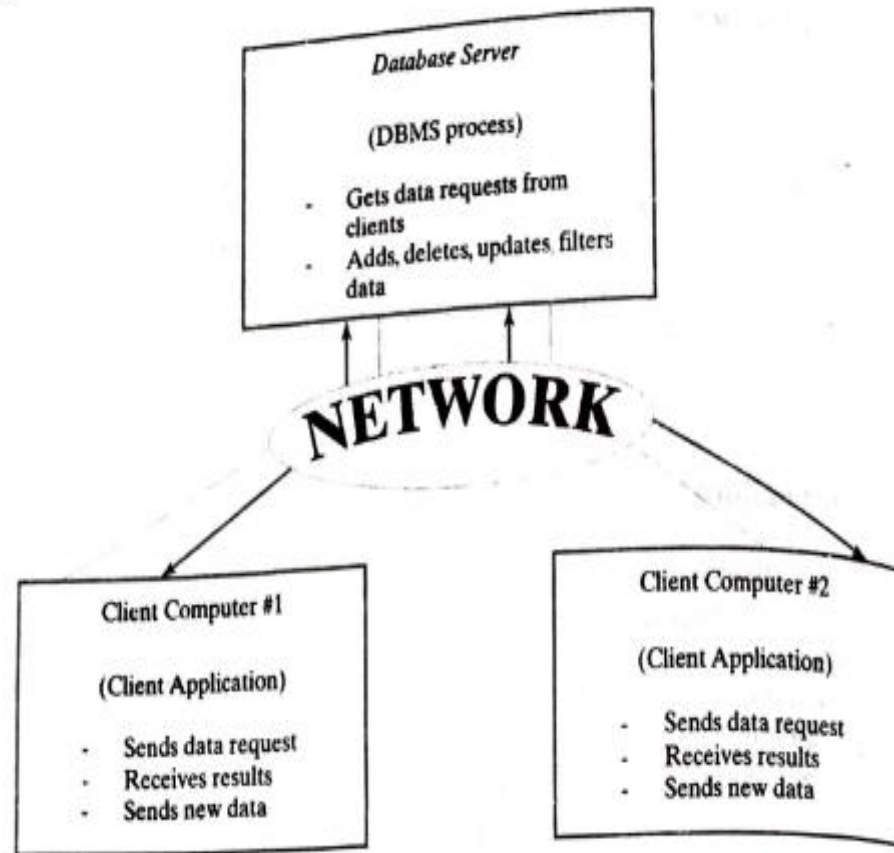 Database Server
(DBMS process)
- Gets data requests from
clients
- Adds, deletes, updates, filters
data
NETWORK
Client Computer #1
(Client Application)
- Sends data request
- Receives results
- Sends new data
Client Computer #2
(Client Application)
- Sends data request
- Receives results
- Sends new data